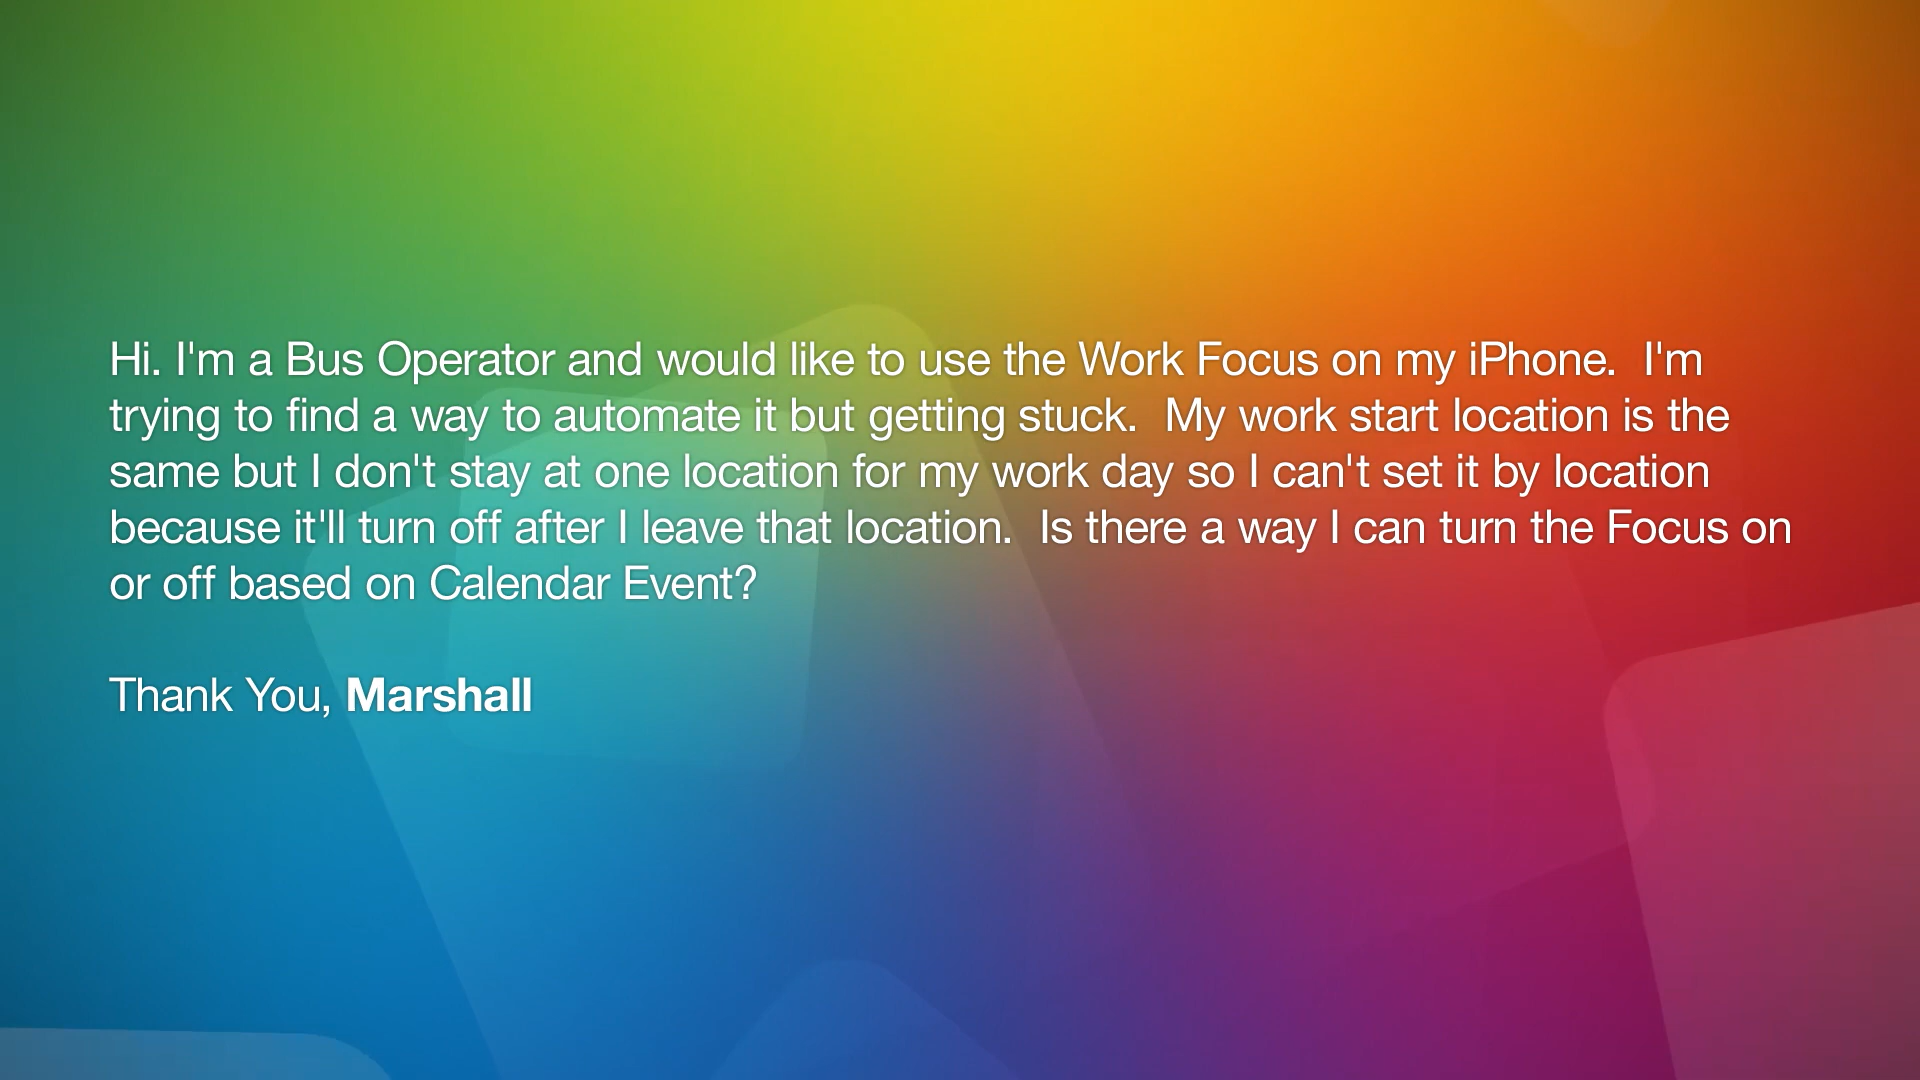 Hi. I'm a Bus Operator and would like to use the Work Focus on my iPhone.  I'm
trying to find a way to automate it but getting stuck.  My work start location is the
same but I don't stay at one location for my work day so I can't set it by location
because it'll turn off after I leave that location.  Is there a way I can turn the Focus on
or off based on Calendar Event?
Thank You, Marshall